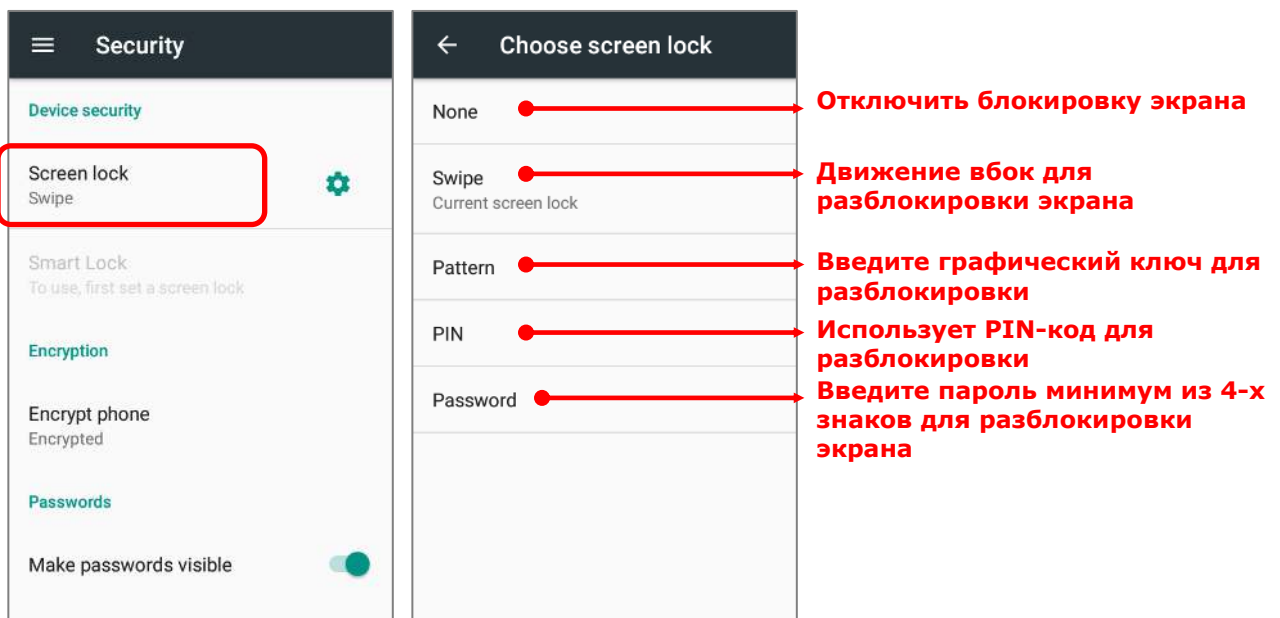 Security
Device security
Screen lock
Swipe
Smart Lock
To use, first set a screen lock
Encryption
Encrypt phone
Encrypted
Passwords
Make passwords visible
Choose screen lock
None
Отключить блокировку экрана
Swipe
Current screen lock
Движение вбок для
разблокировки экрана
Pattern
Введите графический ключ для
разблокировки
PIN
Использует PIN-код для
разблокировки
Password
Введите пароль минимум из 4-х
знаков для разблокировки
экрана